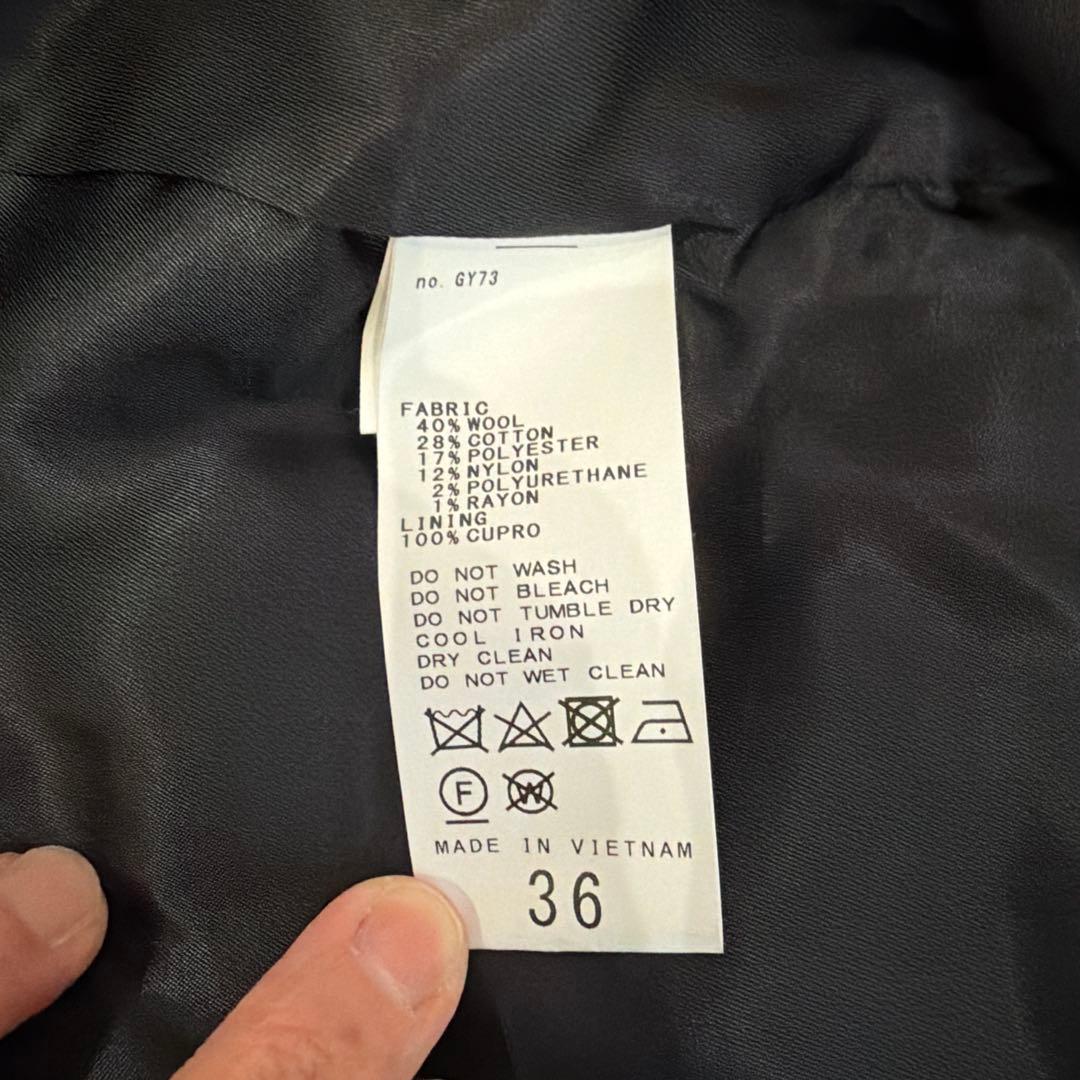 no. GY73
FABRIC
40% WOOL
28% COTTON
17% POLYESTER
12% NYLON
2% POLYURETHANE
1% RAYON
LINING
100% CUPRO
DO NOT WASH
DO NOT BLEACH
DO NOT TUMBLE DRY
COOL IRON
DRY CLEAN
DO NOT WET CLEAN
F W
MADE IN VIETNAM
36